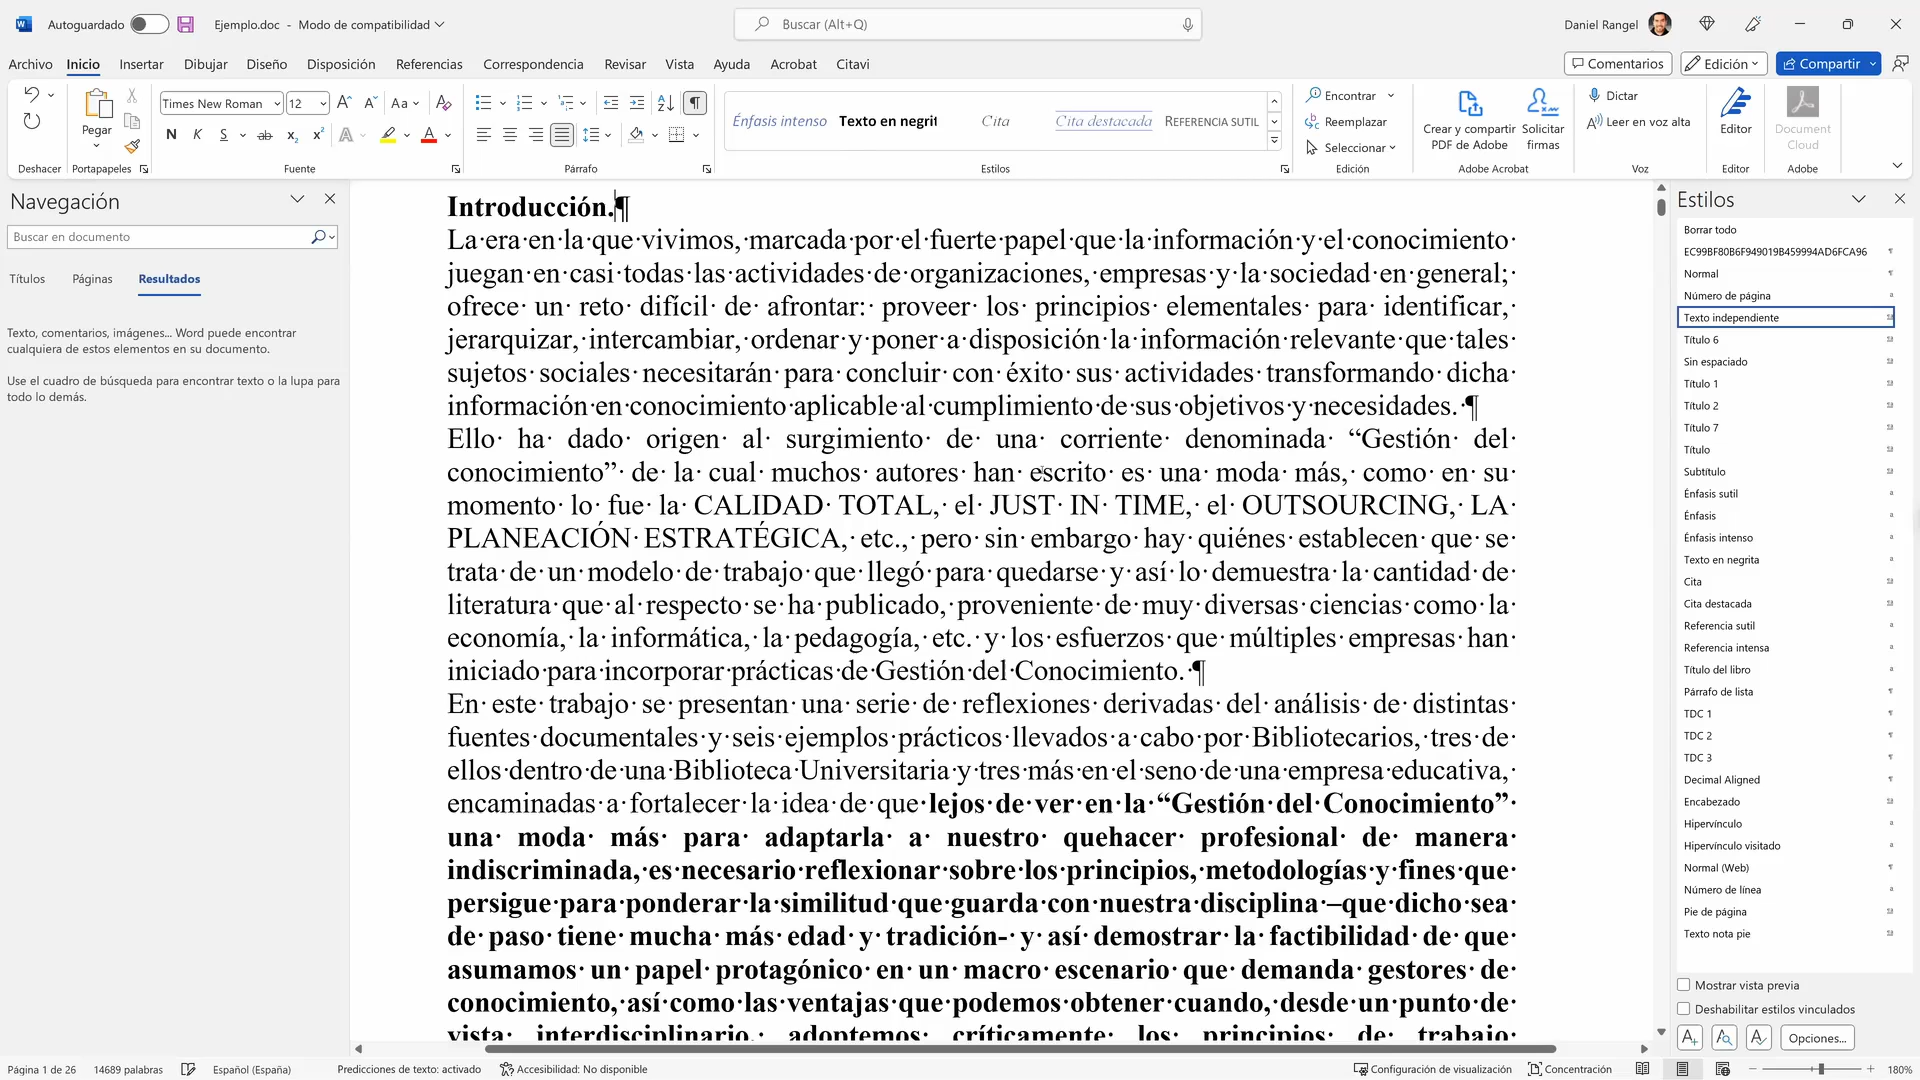 Autoguardado
Ejemplo.doc - Modo de compatibilidad
Buscar (Alt+Q)
Daniel Rangel
Archivo Inicio Insertar Dibujar Diseño Disposición Referencias Correspondencia Revisar Vista Ayuda Acrobat Citavi
Comentarios Edición Compartir
Times New Roman 12 Aa
Pegar
N K S ab x₂ x² A A
Énfasis intenso Texto en negrit Cita Cita destacada REFERENCIA SUTIL
Encontrar
Reemplazar
Seleccionar
Crear y compartir PDF de Adobe
Solicitar firmas
Dictar
Leer en voz alta
Editor
Document Cloud
Deshacer Portapapeles Fuente Párrafo Estilos Edición Adobe Acrobat Voz Editor Adobe
Navegación
Buscar en documento
Títulos Páginas Resultados
Texto, comentarios, imágenes... Word puede encontrar
cualquiera de estos elementos en su documento.
Use el cuadro de búsqueda para encontrar texto o la lupa para
todo lo demás.
Introducción.¶
La·era·en·la·que·vivimos,·marcada·por·el·fuerte·papel·que·la·información·y·el·conocimiento·
juegan·en·casi·todas·las·actividades·de·organizaciones,·empresas·y·la·sociedad·en·general;·
ofrece·un·reto·difícil·de·afrontar:·proveer·los·principios·elementales·para·identificar,·
jerarquizar,·intercambiar,·ordenar·y·poner·a·disposición·la·información·relevante·que·tales·
sujetos·sociales·necesitarán·para·concluir·con·éxito·sus·actividades·transformando·dicha·
información·en·conocimiento·aplicable·al·cumplimiento·de·sus·objetivos·y·necesidades.·¶
Ello·ha·dado·origen·al·surgimiento·de·una·corriente·denominada·“Gestión·del·
conocimiento”·de·la·cual·muchos·autores·han·escrito·es·una·moda·más,·como·en·su·
momento·lo·fue·la·CALIDAD·TOTAL,·el·JUST·IN·TIME,·el·OUTSOURCING,·LA·
PLANEACIÓN·ESTRATÉGICA,·etc.,·pero·sin·embargo·hay·quiénes·establecen·que·se·
trata·de·un·modelo·de·trabajo·que·llegó·para·quedarse·y·así·lo·demuestra·la·cantidad·de·
literatura·que·al·respecto·se·ha·publicado,·proveniente·de·muy·diversas·ciencias·como·la·
economía,·la·informática,·la·pedagogía,·etc.·y·los·esfuerzos·que·múltiples·empresas·han·
iniciado·para·incorporar·prácticas·de·Gestión·del·Conocimiento.·¶
En·este·trabajo·se·presentan·una·serie·de·reflexiones·derivadas·del·análisis·de·distintas·
fuentes·documentales·y·seis·ejemplos·prácticos·llevados·a·cabo·por·Bibliotecarios,·tres·de·
ellos·dentro·de·una·Biblioteca·Universitaria·y·tres·más·en·el·seno·de·una·empresa·educativa,·
encaminadas·a·fortalecer·la·idea·de·que·lejos·de·ver·en·la·“Gestión·del·Conocimiento”·
una·moda·más·para·adaptarla·a·nuestro·quehacer·profesional·de·manera·
indiscriminada,·es·necesario·reflexionar·sobre·los·principios,·metodologías·y·fines·que·
persigue·para·ponderar·la·similitud·que·guarda·con·nuestra·disciplina·–que·dicho·sea·
de·paso·tiene·mucha·más·edad·y·tradición-·y·así·demostrar·la·factibilidad·de·que·
asumamos·un·papel·protagónico·en·un·macro·escenario·que·demanda·gestores·de·
conocimiento,·así·como·las·ventajas·que·podemos·obtener·cuando,·desde·un·punto·de·
vista·interdisciplinario,·adoptemos·críticamente·los·principios·de·trabajo·
Estilos
Borrar todo
EC99BF80B6F949019B459994AD6FCA96 ¶
Normal ¶
Número de página a
Texto independiente
Título 6
Sin espaciado
Título 1
Título 2
Título 7
Título
Subtítulo
Énfasis sutil a
Énfasis a
Énfasis intenso a
Texto en negrita a
Cita
Cita destacada
Referencia sutil a
Referencia intensa a
Título del libro a
Párrafo de lista ¶
TDC 1 ¶
TDC 2 ¶
TDC 3 ¶
Decimal Aligned ¶
Encabezado
Hipervínculo a
Hipervínculo visitado a
Normal (Web) ¶
Número de línea a
Pie de página
Texto nota pie
Mostrar vista previa
Deshabilitar estilos vinculados
Opciones...
Página 1 de 26 14689 palabras Español (España) Predicciones de texto: activado Accesibilidad: No disponible Configuración de visualización Concentración 180%